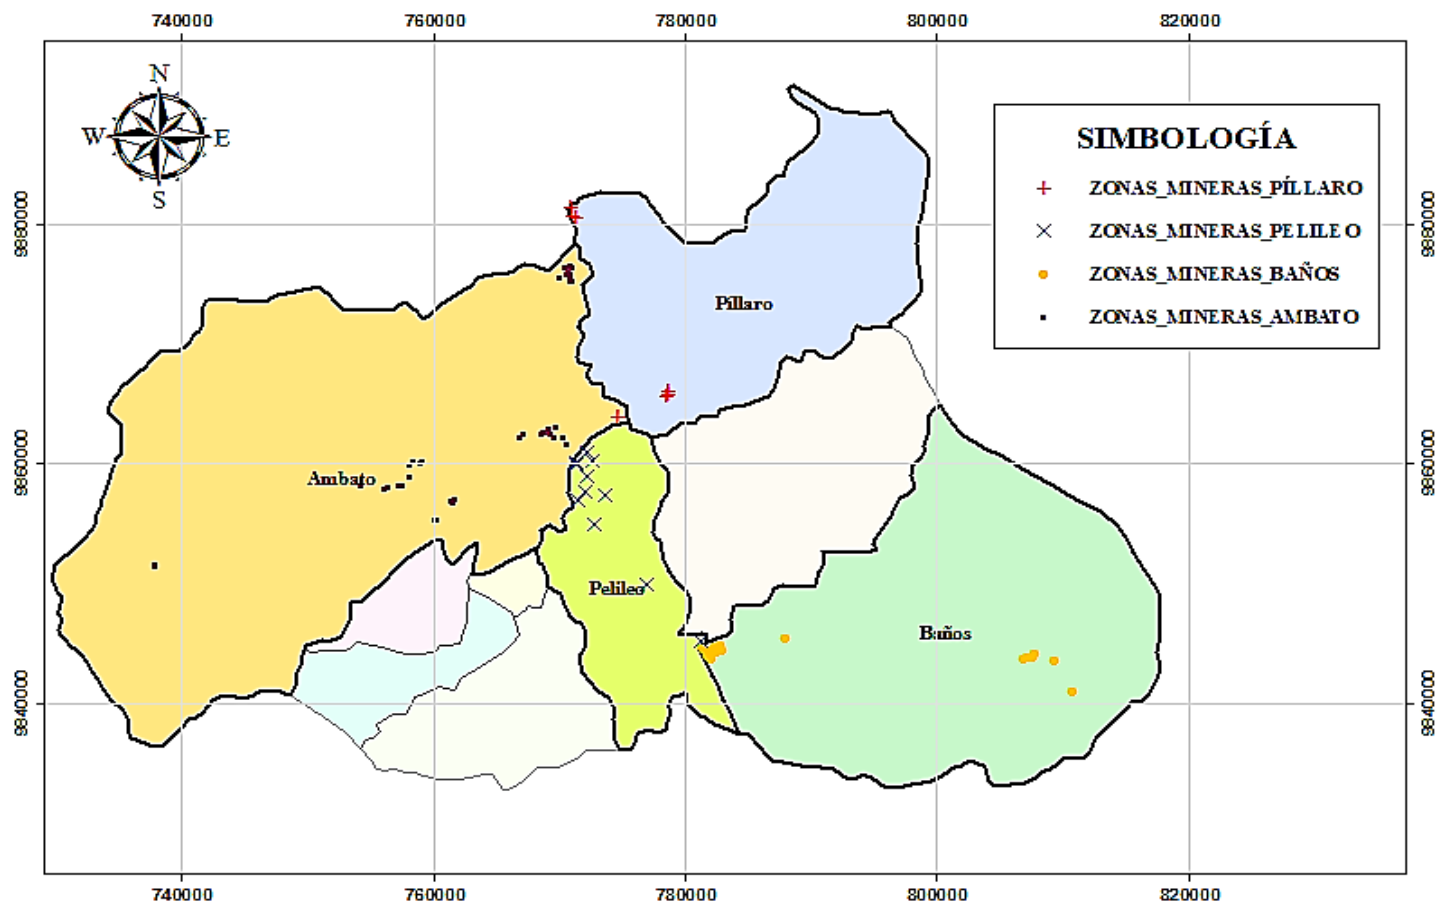 740000 760000 780000 800000 820000
N
W E
S
SIMBOLOGÍA
ZONAS_MINERAS_PÍLLARO
ZONAS_MINERAS_PELILEO
ZONAS_MINERAS_BAÑOS
ZONAS_MINERAS_AMBATO
9880000 9880000
Píllaro
9860000 9860000
Ambato
Pelileo
Baños
9840000 9840000
740000 760000 780000 800000 820000